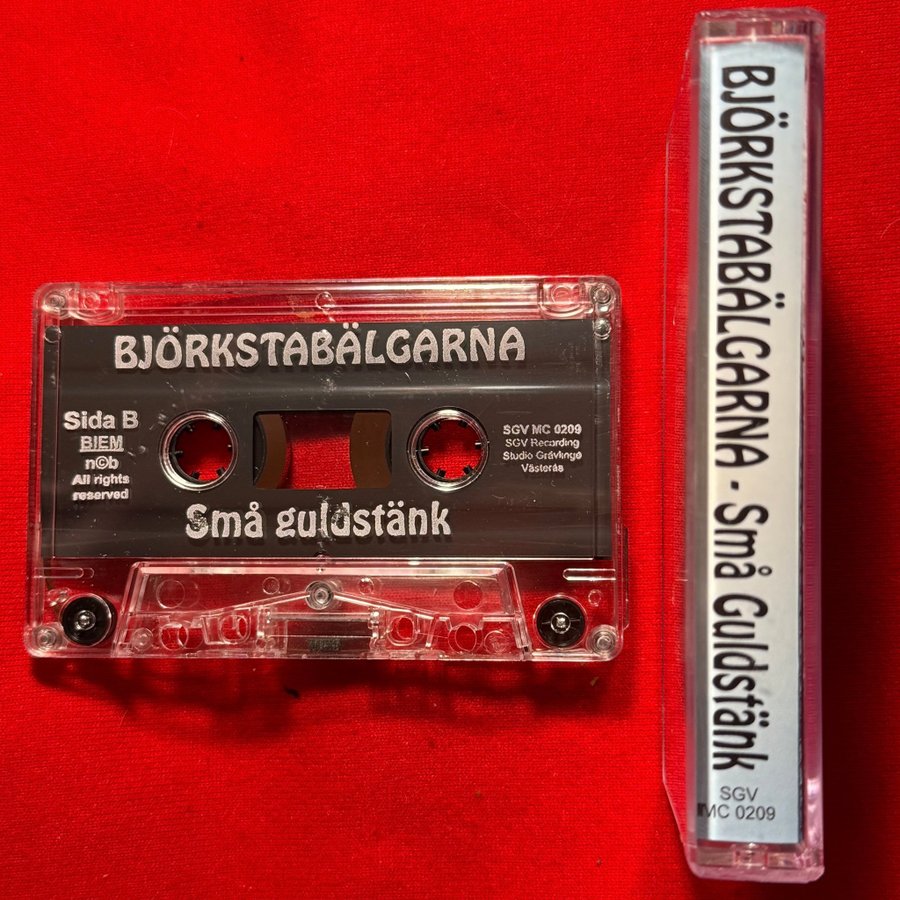 BJÖRKSTABÄLGARNA
Sida B
BIEM
n©b
All rights
reserved
SGV MC 0209
SGV Recording
Studio Grävlingø
Västerås
Små guldstänk
BJÖRKSTABÄLGARNA - Små Guldstänk
SGV
MC 0209